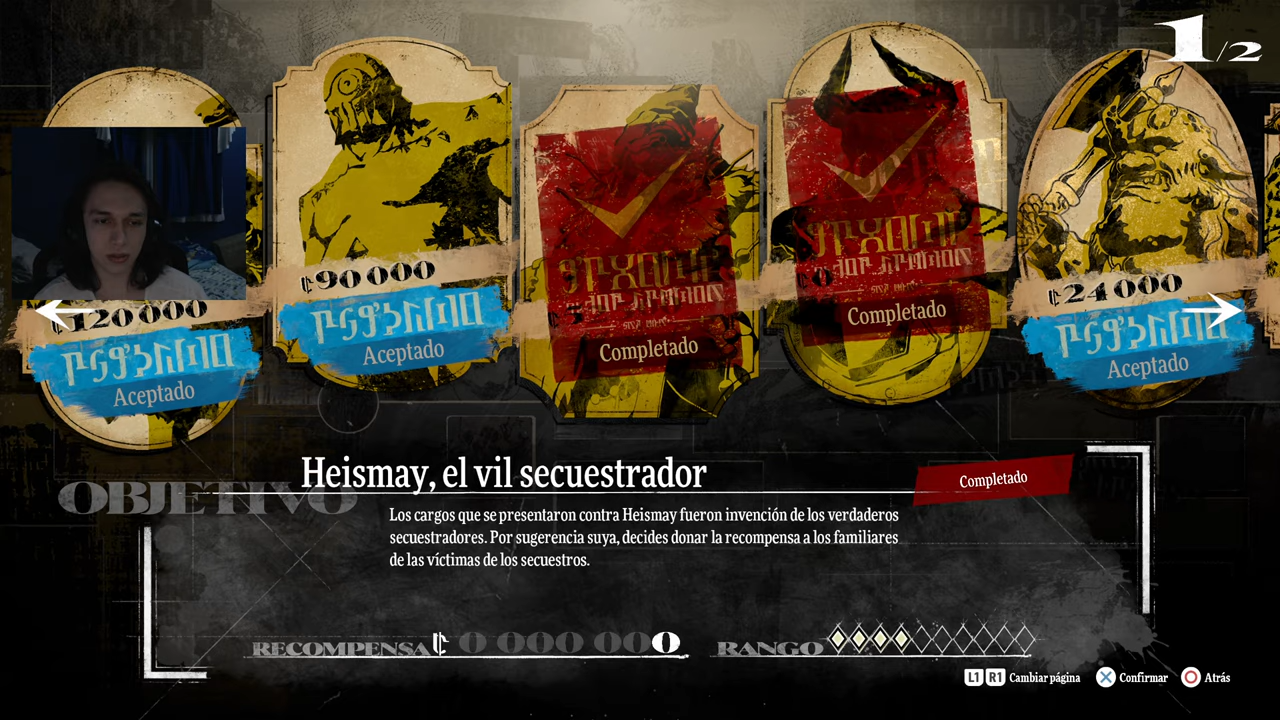 1/2
¢120 000
Aceptado
¢90 000
Aceptado
Completado
Completado
¢24 000
Aceptado
OBJETIVO
Heismay, el vil secuestrador
Completado
Los cargos que se presentaron contra Heismay fueron invención de los verdaderos
secuestradores. Por sugerencia suya, decides donar la recompensa a los familiares
de las víctimas de los secuestros.
RECOMPENSA ¢ 0 000 000
RANGO
L1 R1 Cambiar página Confirmar Atrás